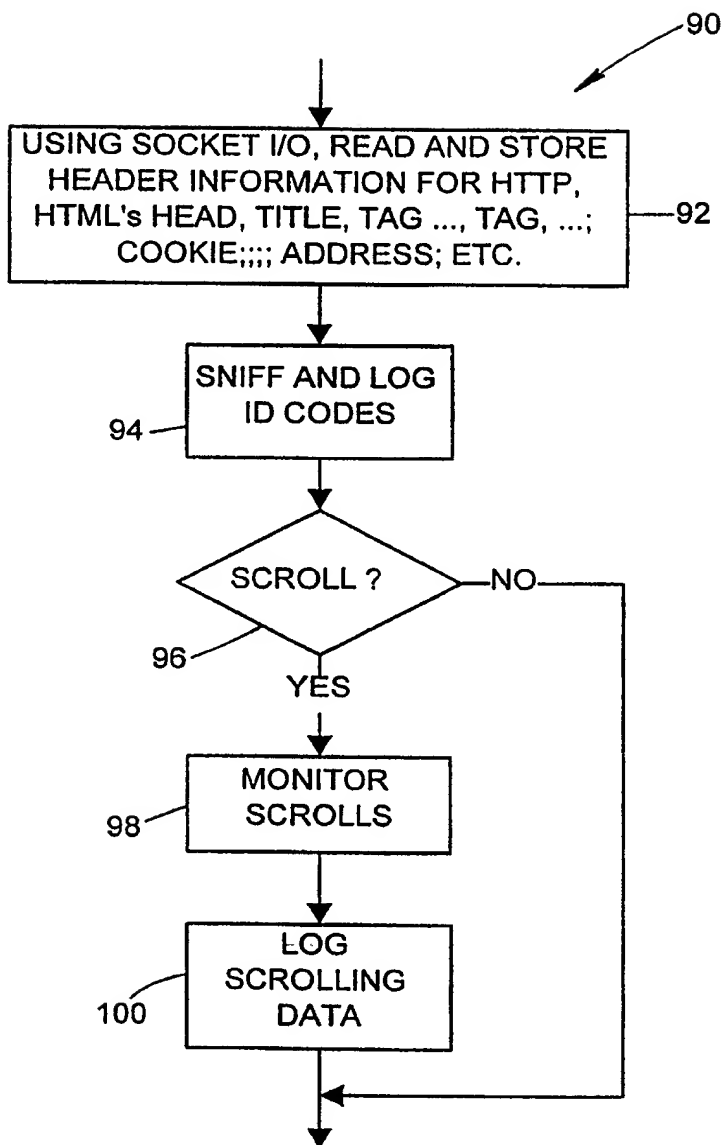 90
USING SOCKET I/O, READ AND STORE
HEADER INFORMATION FOR HTTP,
HTML's HEAD, TITLE, TAG ..., TAG, ...;
COOKIE;;;; ADDRESS; ETC.
92
SNIFF AND LOG
ID CODES
94
SCROLL ?
NO
96
YES
MONITOR
SCROLLS
98
LOG
SCROLLING
DATA
100